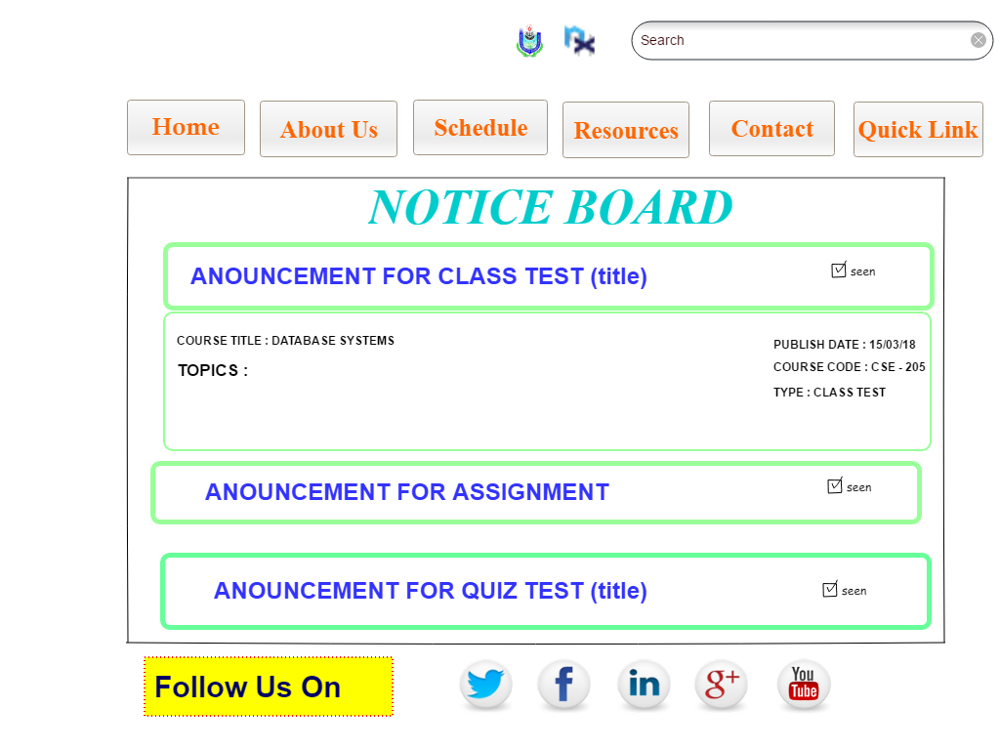 Search
Home
About Us
Schedule
Resources
Contact
Quick Link
NOTICE BOARD
ANOUNCEMENT FOR CLASS TEST (title)
seen
COURSE TITLE : DATABASE SYSTEMS
PUBLISH DATE : 15/03/18
TOPICS :
COURSE CODE : CSE - 205
TYPE : CLASS TEST
ANOUNCEMENT FOR ASSIGNMENT
seen
ANOUNCEMENT FOR QUIZ TEST (title)
seen
Follow Us On
f
in
g+
You
Tube